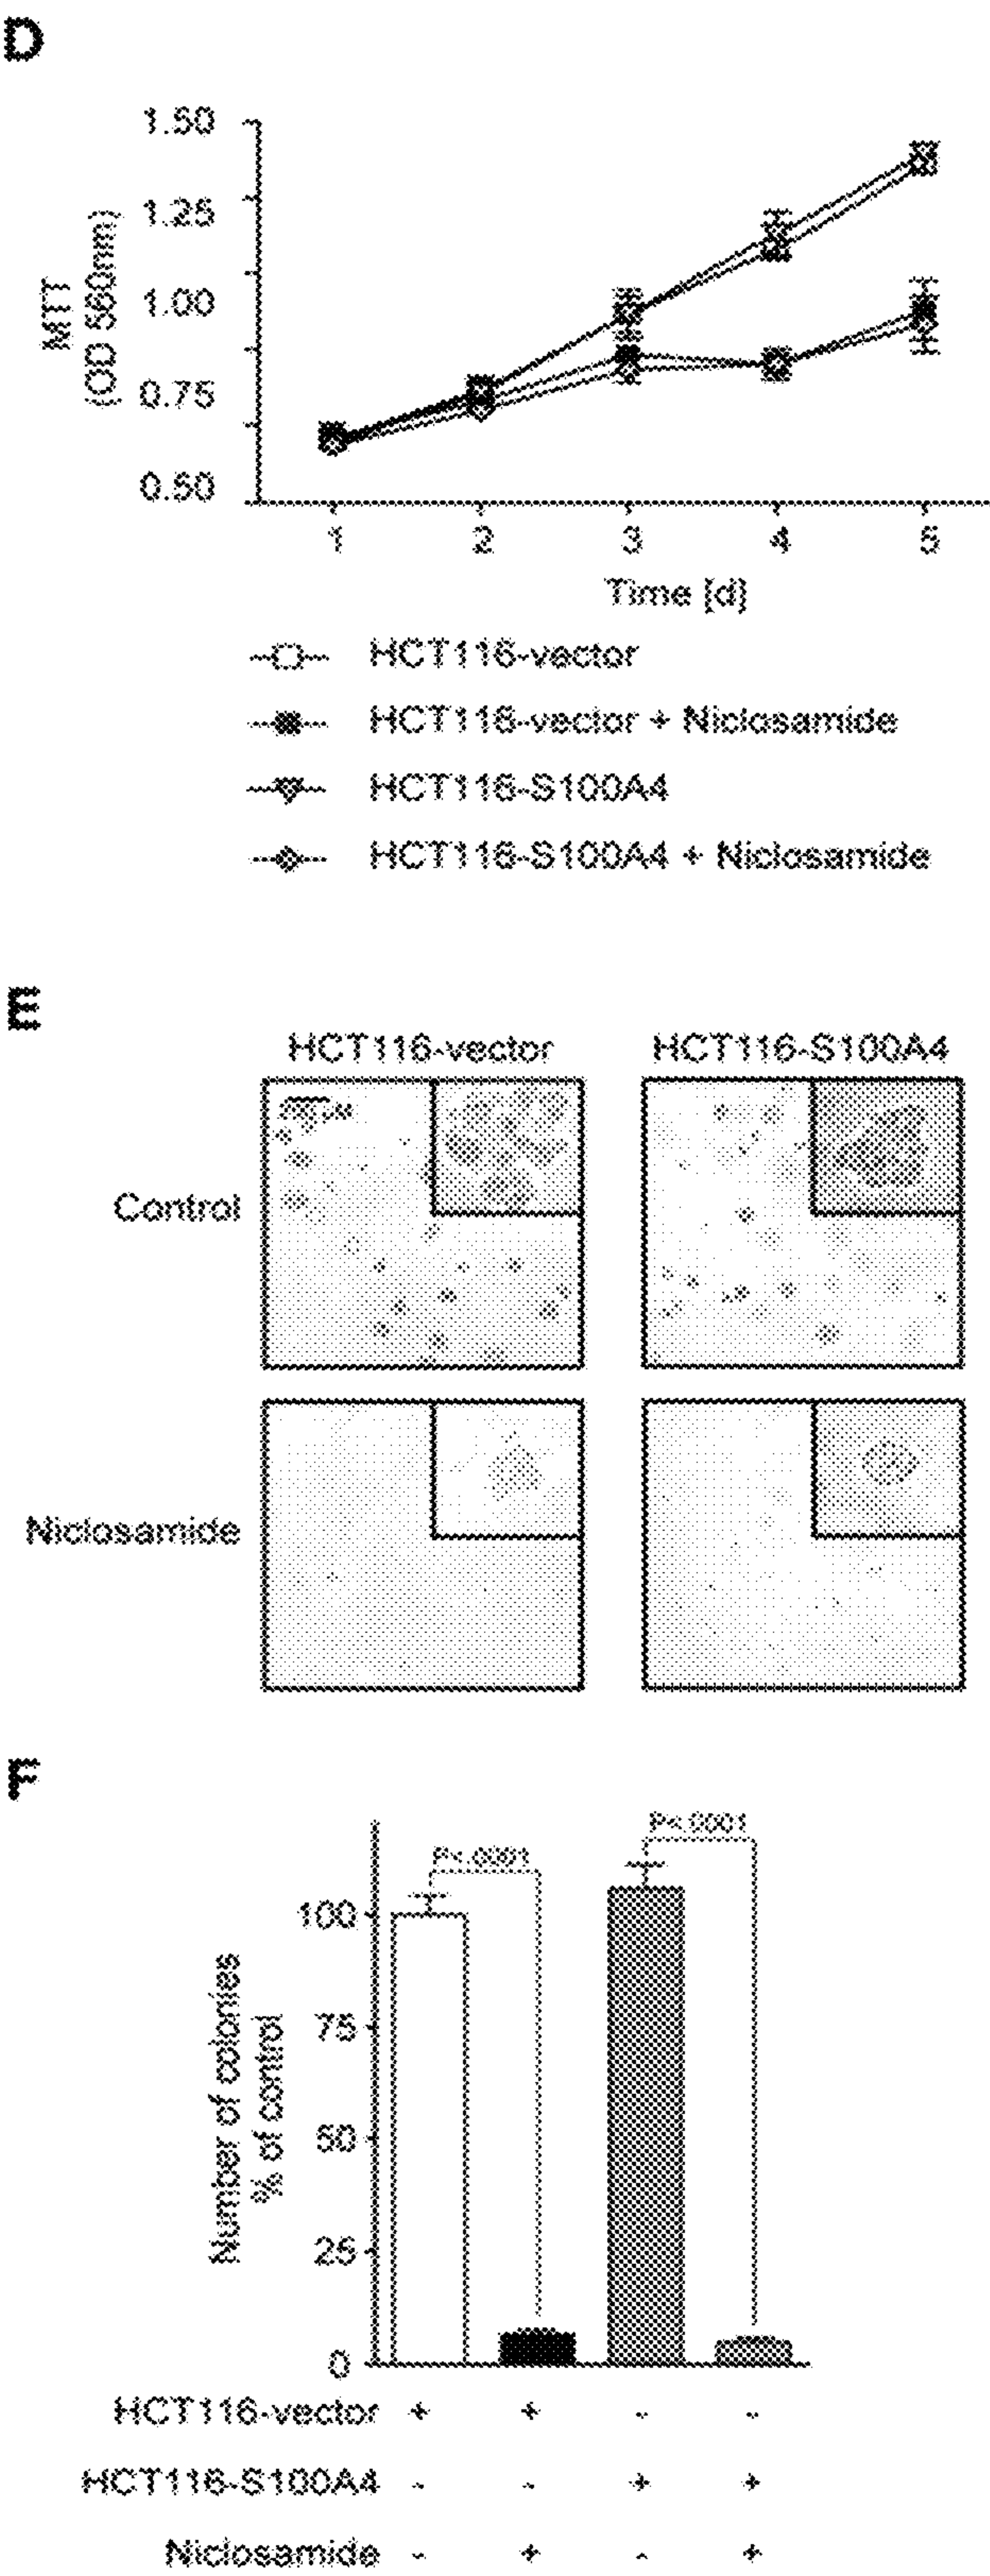 D
1.50
1.25
1.00
0.75
0.50
MTT
(OD 560nm)
1 2 3 4 5
Time [d]
HCT116-vector
HCT116-vector + Niclosamide
HCT116-S100A4
HCT116-S100A4 + Niclosamide
E
HCT116-vector HCT116-S100A4
Control
Niclosamide
F
P<.0001
P<.0001
100
75
50
25
0
Number of colonies
% of control
HCT116-vector + + - -
HCT116-S100A4 - - + +
Niclosamide - + - +